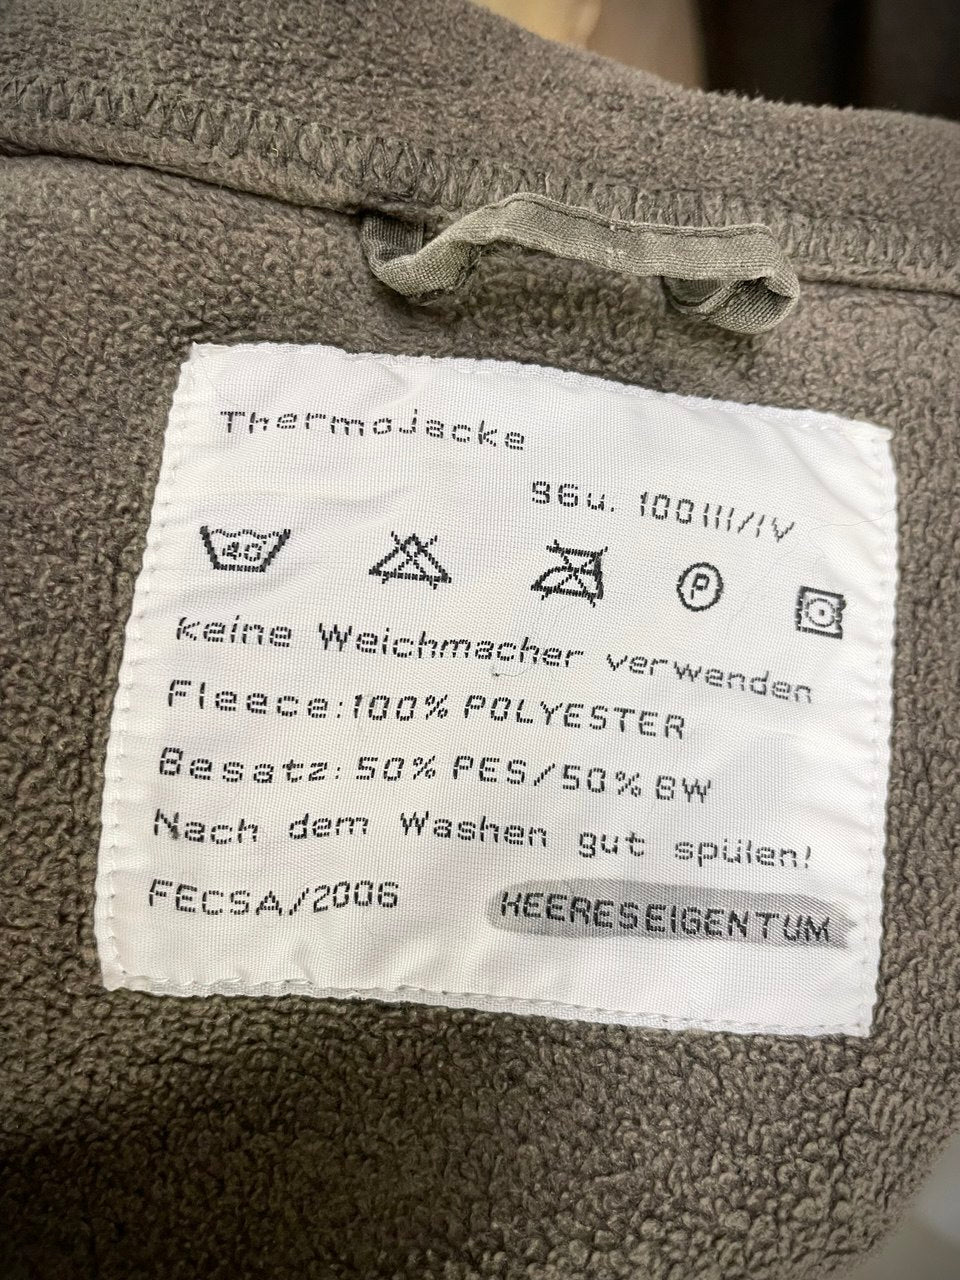 Thermojacke
96u. 100III/IV
40
P
Keine Weichmacher verwenden
Fleece:100% POLYESTER
Besatz: 50% PES/50% BW
Nach dem Washen gut spülen!
FECSA/2006 HEERESEIGENTUM